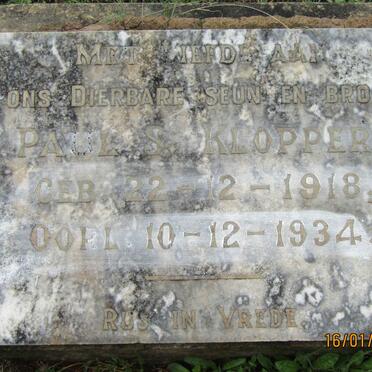 MET LIEFDE AAN
ONS DIERBARE SEUN EN BRO
PAUL S. KLOPPER
GEB. 22-12-1918.
OORL. 10-12-1934.
RUS IN VREDE.
16/01/